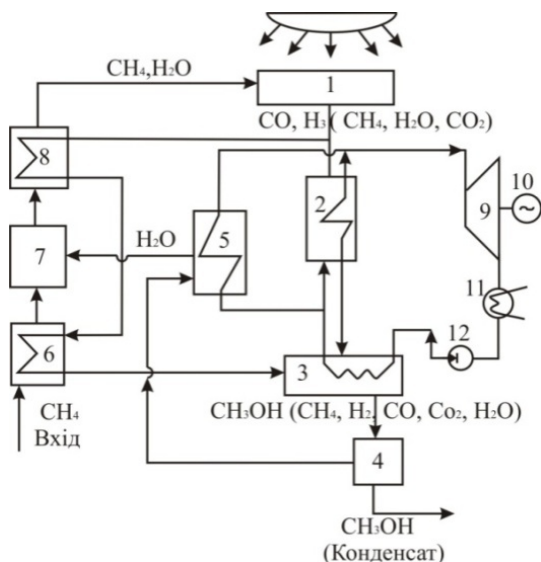 CH₄,H₂O
1
CO, H₃ ( CH₄, H₂O, CO₂)
8
10
2
9
5
H₂O
7
11
12
6
3
CH₄
Вхід
CH₃OH (CH₄, H₂, CO, Co₂, H₂O)
4
CH₃OH
(Конденсат)